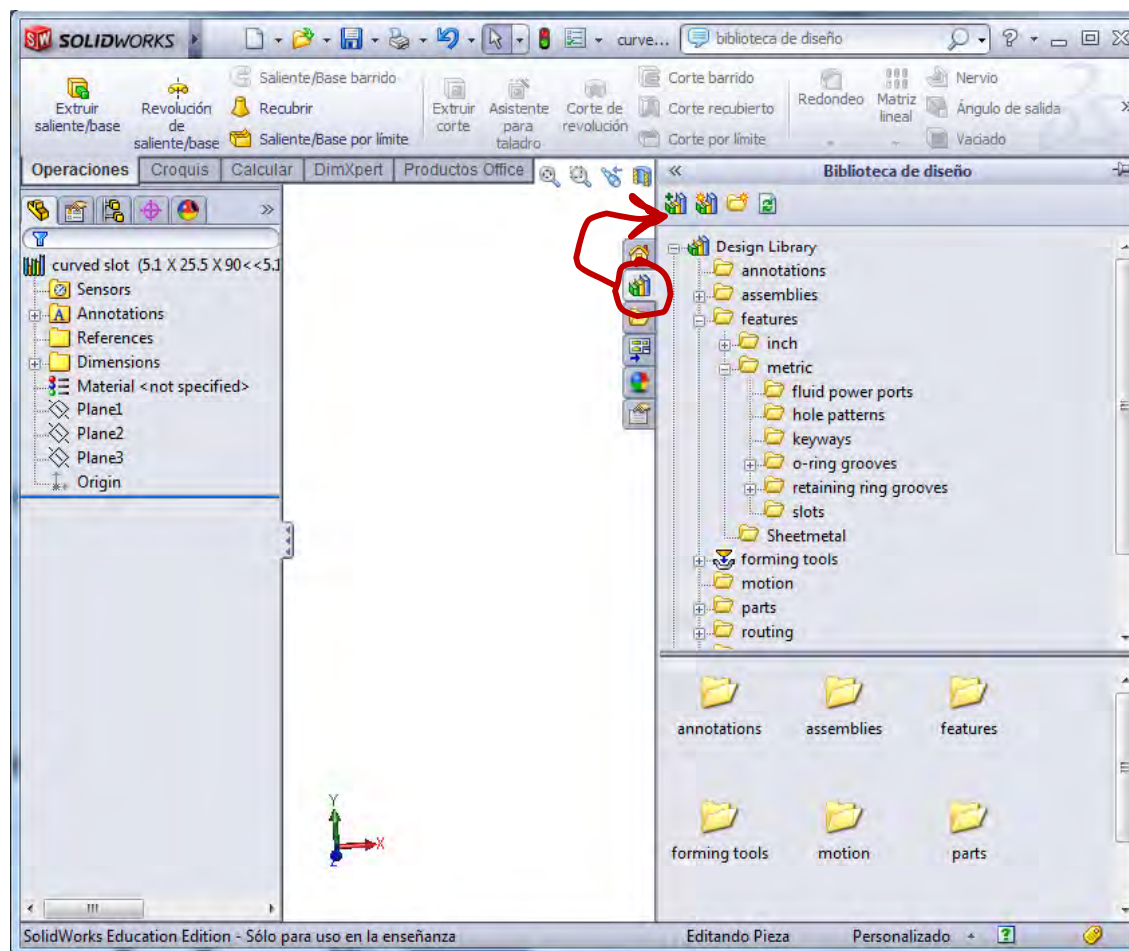 SW SOLIDWORKS
curve...
biblioteca de diseño
Extruir
saliente/base
Revolución
de
saliente/base
Saliente/Base barrido
Recubrir
Saliente/Base por límite
Extruir
corte
Asistente
para
taladro
Corte de
revolución
Corte barrido
Corte recubierto
Corte por límite
Redondeo
Matriz
lineal
Nervio
Ángulo de salida
Vaciado
Operaciones
Croquis
Calcular
DimXpert
Productos Office
Biblioteca de diseño
curved slot (5.1 X 25.5 X 90<<5.1
Sensors
Annotations
References
Dimensions
Material <not specified>
Plane1
Plane2
Plane3
Origin
Design Library
annotations
assemblies
features
inch
metric
fluid power ports
hole patterns
keyways
o-ring grooves
retaining ring grooves
slots
Sheetmetal
forming tools
motion
parts
routing
annotations
assemblies
features
forming tools
motion
parts
Y
X
Z
SolidWorks Education Edition - Sólo para uso en la enseñanza
Editando Pieza
Personalizado